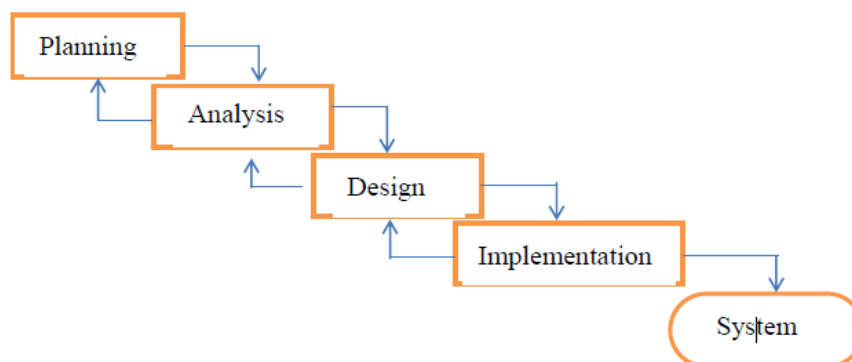 Planning
Analysis
Design
Implementation
System